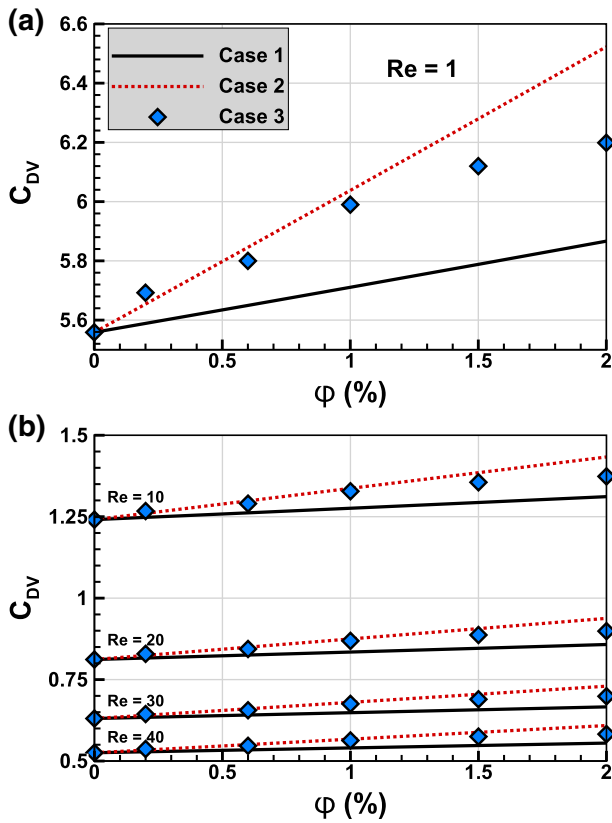 (a)
6.6
6.4
6.2
6
5.8
5.6
C_DV
Case 1
Case 2
Case 3
Re = 1
0
0.5
1
1.5
2
φ (%)
(b)
1.5
1.25
1
0.75
0.5
C_DV
Re = 10
Re = 20
Re = 30
Re = 40
0
0.5
1
1.5
2
φ (%)